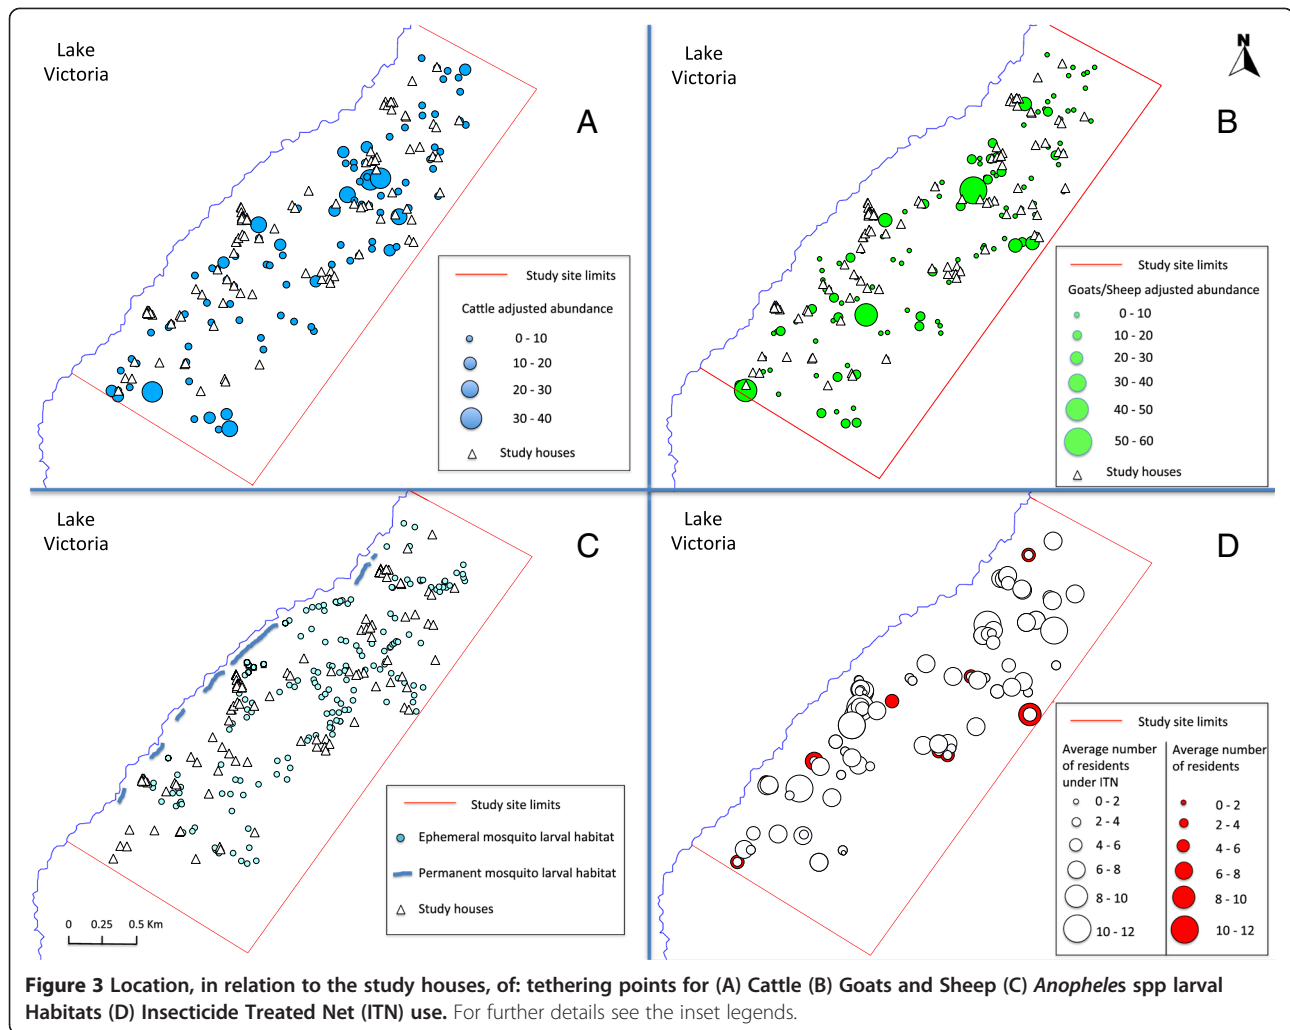 Lake
Victoria
A
Study site limits
Cattle adjusted abundance
0 - 10
10 - 20
20 - 30
30 - 40
Study houses
Lake
Victoria
N
B
Study site limits
Goats/Sheep adjusted abundance
0 - 10
10 - 20
20 - 30
30 - 40
40 - 50
50 - 60
Study houses
Lake
Victoria
C
Study site limits
Ephemeral mosquito larval habitat
Permanent mosquito larval habitat
Study houses
0 0.25 0.5 Km
Lake
Victoria
D
Study site limits
Average number
of residents
under ITN
0 - 2
2 - 4
4 - 6
6 - 8
8 - 10
10 - 12
Average number
of residents
0 - 2
2 - 4
4 - 6
6 - 8
8 - 10
10 - 12
Figure 3 Location, in relation to the study houses, of: tethering points for (A) Cattle (B) Goats and Sheep (C) Anopheles spp larval
Habitats (D) Insecticide Treated Net (ITN) use. For further details see the inset legends.